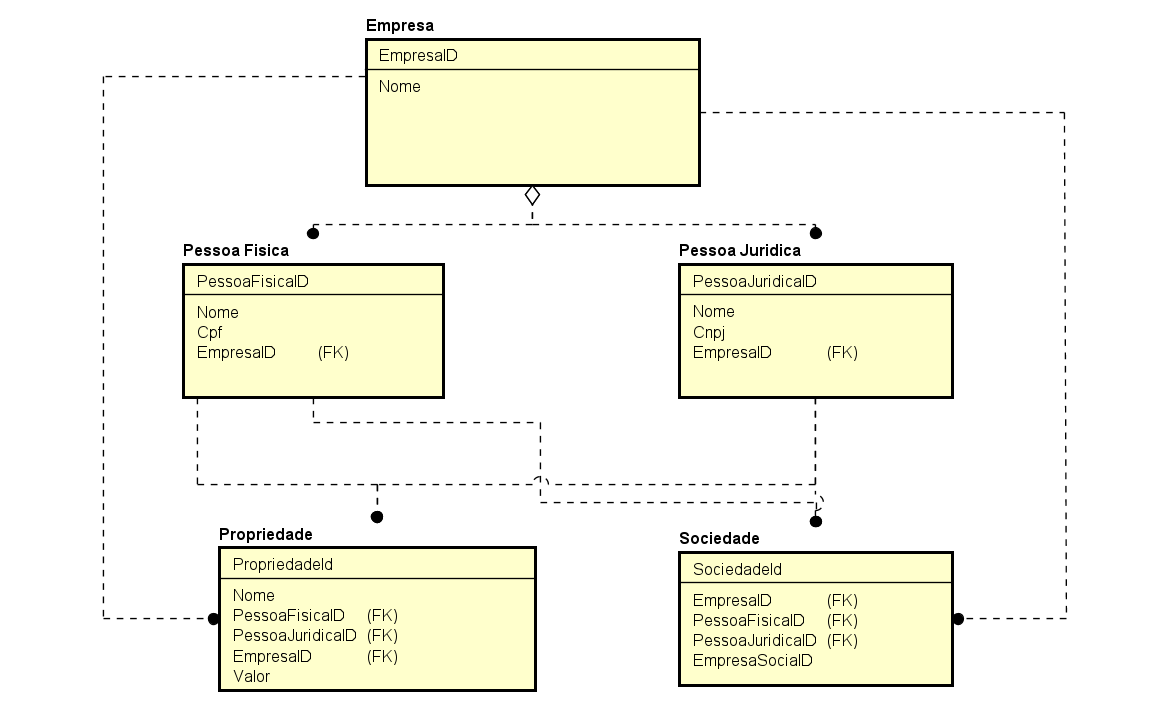 Empresa
EmpresaID
Nome
Pessoa Fisica
PessoaFisicaID
Nome
Cpf
EmpresaID (FK)
Pessoa Juridica
PessoaJuridicaID
Nome
Cnpj
EmpresaID (FK)
Propriedade
PropriedadeId
Nome
PessoaFisicaID (FK)
PessoaJuridicaID (FK)
EmpresaID (FK)
Valor
Sociedade
SociedadeId
EmpresaID (FK)
PessoaFisicaID (FK)
PessoaJuridicaID (FK)
EmpresaSociaID